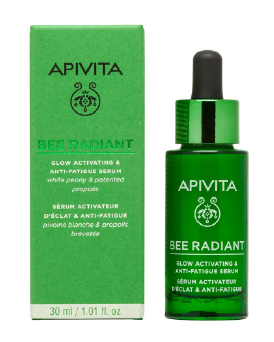 APIVITA
BEE RADIANT
GLOW ACTIVATING &
ANTI-FATIGUE SERUM
white peony & patented
propolis
SÉRUM ACTIVATEUR
D'ÉCLAT & ANTI-FATIGUE
pivoine blanche & propolis
brevetée
30 ml / 1.01 fl. oz.
APIVITA
BEE RADIANT
GLOW ACTIVATING &
ANTI-FATIGUE SERUM
SÉRUM ACTIVATEUR
D'ÉCLAT & ANTI-FATIGUE